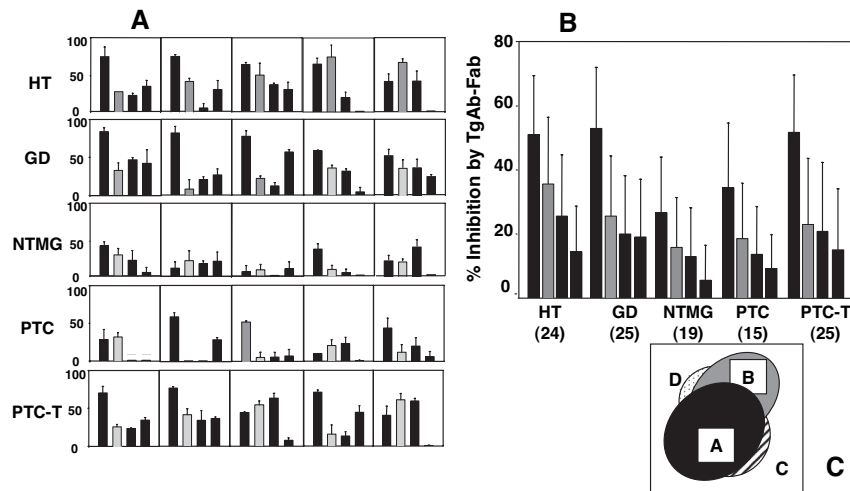 A
100
50
0
HT
100
50
0
GD
100
50
0
NTMG
100
50
0
PTC
100
50
0
PTC-T
B
% Inhibition by TgAb-Fab
80
60
40
20
0
HT GD NTMG PTC PTC-T
(24) (25) (19) (15) (25)
D
B
A
C
C